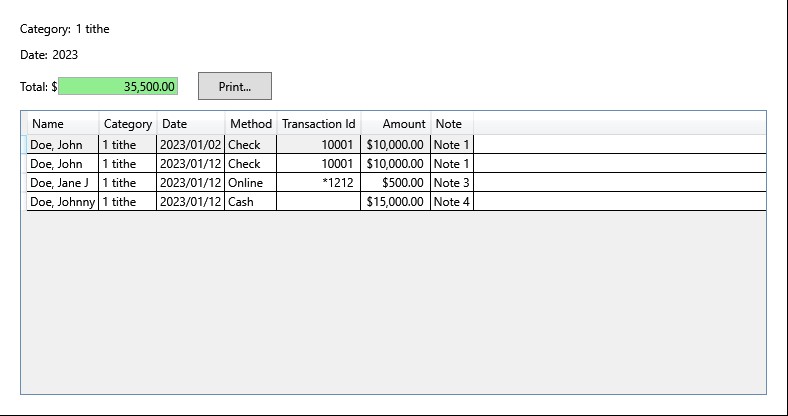 Category: 1 tithe
Date: 2023
Total: $ 35,500.00 Print...
Name Category Date Method Transaction Id Amount Note
Doe, John 1 tithe 2023/01/02 Check 10001 $10,000.00 Note 1
Doe, John 1 tithe 2023/01/12 Check 10001 $10,000.00 Note 1
Doe, Jane J 1 tithe 2023/01/12 Online *1212 $500.00 Note 3
Doe, Johnny 1 tithe 2023/01/12 Cash $15,000.00 Note 4